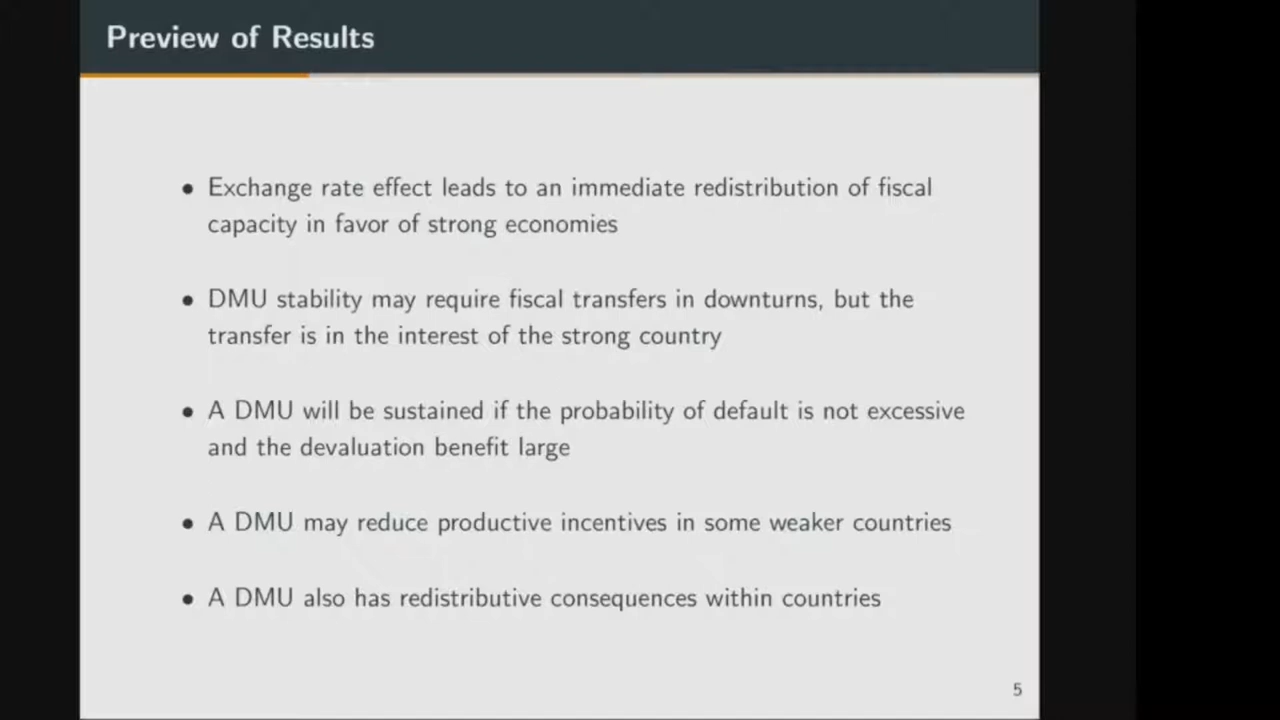 Preview of Results
• Exchange rate effect leads to an immediate redistribution of fiscal
capacity in favor of strong economies
• DMU stability may require fiscal transfers in downturns, but the
transfer is in the interest of the strong country
• A DMU will be sustained if the probability of default is not excessive
and the devaluation benefit large
• A DMU may reduce productive incentives in some weaker countries
• A DMU also has redistributive consequences within countries
5